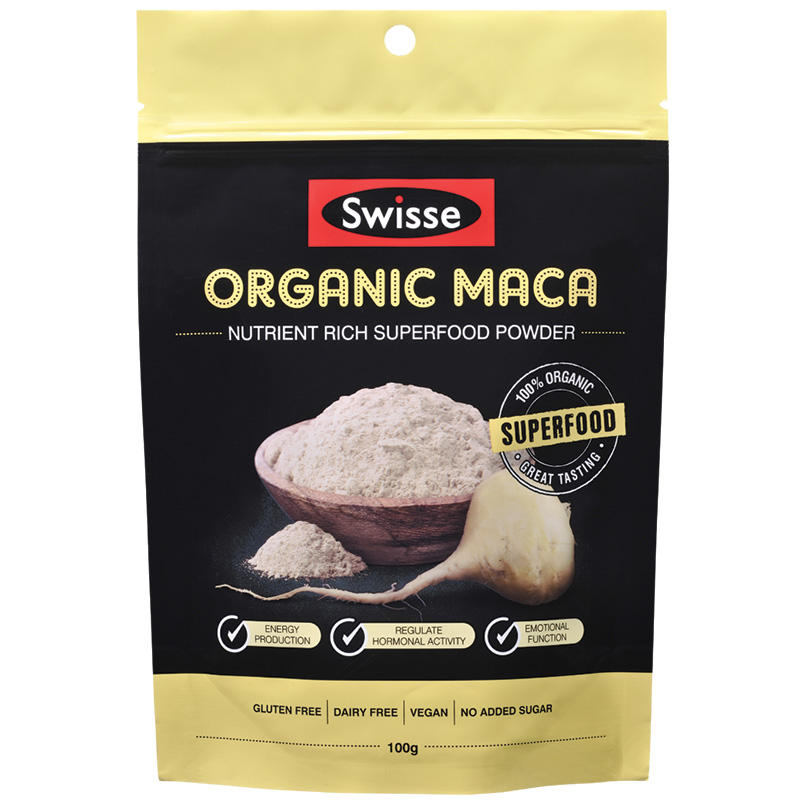 Swisse
ORGANIC MACA
NUTRIENT RICH SUPERFOOD POWDER
100% ORGANIC
SUPERFOOD
• GREAT TASTING •
ENERGY
PRODUCTION
REGULATE
HORMONAL ACTIVITY
EMOTIONAL
FUNCTION
GLUTEN FREE | DAIRY FREE | VEGAN | NO ADDED SUGAR
100g